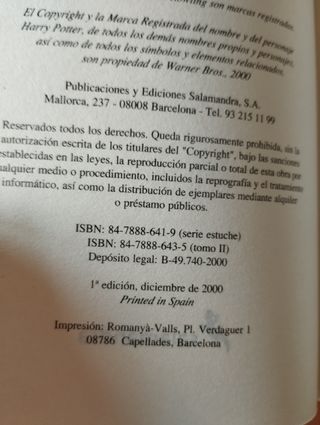 son marcas registradas.
El Copyright y la Marca Registrada del nombre y del personaje
Harry Potter, de todos los demás nombres propios y personajes,
así como de todos los símbolos y elementos relacionados,
son propiedad de Warner Bros., 2000
Publicaciones y Ediciones Salamandra, S.A.
Mallorca, 237 - 08008 Barcelona - Tel. 93 215 11 99
Reservados todos los derechos. Queda rigurosamente prohibida, sin la
autorización escrita de los titulares del "Copyright", bajo las sanciones
establecidas en las leyes, la reproducción parcial o total de esta obra por
cualquier medio o procedimiento, incluidos la reprografía y el tratamiento
informático, así como la distribución de ejemplares mediante alquiler
o préstamo públicos.
ISBN: 84-7888-641-9 (serie estuche)
ISBN: 84-7888-643-5 (tomo II)
Depósito legal: B-49.740-2000
1ª edición, diciembre de 2000
Printed in Spain
Impresión: Romanyà-Valls, Pl. Verdaguer 1
08786 Capellades, Barcelona